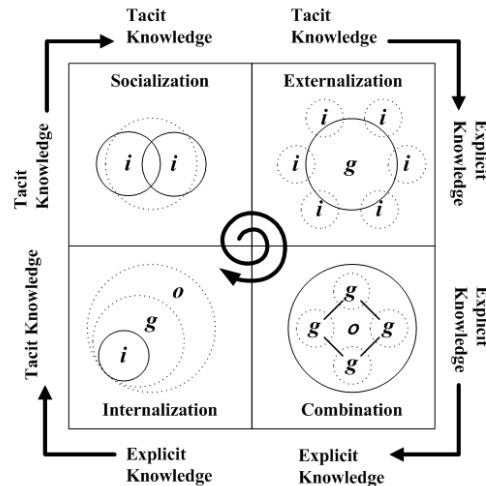 Tacit
Knowledge
Tacit
Knowledge
Socialization
Externalization
Tacit
Knowledge
i i
i i
i g i
i i
Explicit
Knowledge
Tacit Knowledge
o
g
i
g
g o g
g
Explicit
Knowledge
Internalization
Combination
Explicit
Knowledge
Explicit
Knowledge